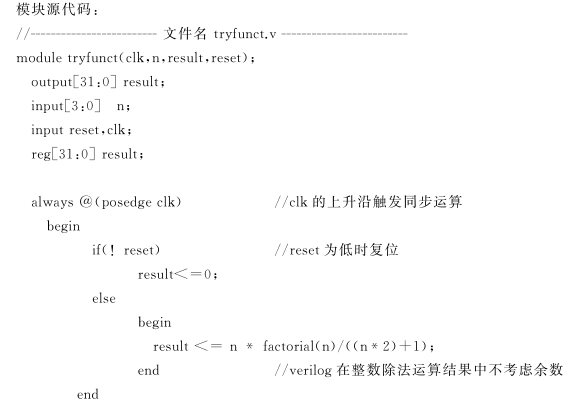 模块源代码：
//------------------------ 文件名 tryfunct.v ------------------------
module tryfunct(clk,n,result,reset);
output[31:0] result;
input[3:0] n;
input reset,clk;
reg[31:0] result;
always @(posedge clk) //clk 的上升沿触发同步运算
begin
if(! reset) //reset 为低时复位
result<=0;
else
begin
result <= n * factorial(n)/((n*2)+1);
end //verilog 在整数除法运算结果中不考虑余数
end